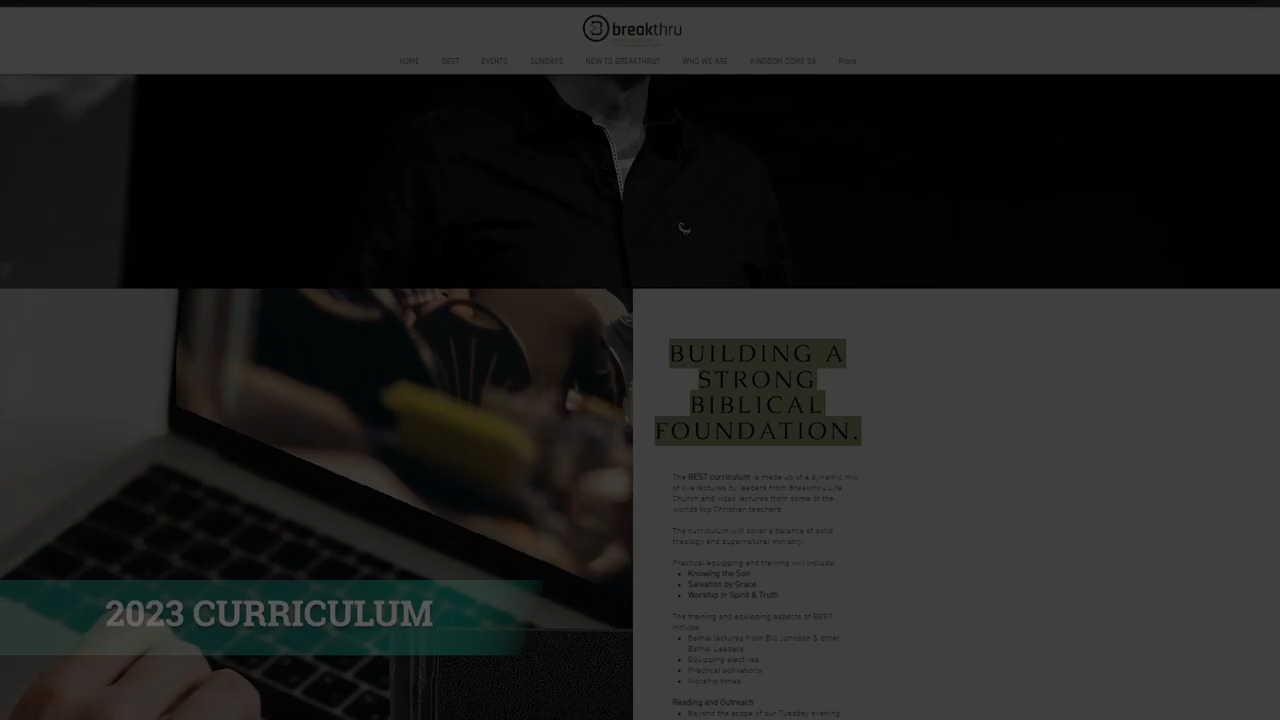 breakthru
HOME BEST EVENTS SUNDAYS NEW TO BREAKTHRU? WHO WE ARE KINGDOM COME SA More
BUILDING A
STRONG
BIBLICAL
FOUNDATION.
The BEST curriculum is made up of a dynamic mix
of live lectures by leaders from Breakthru Life
Church and video lectures from some of the
worlds top Christian teachers.
The curriculum will cover a balance of solid
theology and supernatural ministry.
Practical equipping and training will include:
• Knowing the Son
• Salvation by Grace
• Worship in Spirit & Truth
The training and equipping aspects of BEST
include:
• Bethel lectures from Bill Johnson & other
Bethel Leaders
• Equipping electives
• Practical activations
• Worship times
Reading and Outreach
• Beyond the scope of our Tuesday evening
2023 CURRICULUM